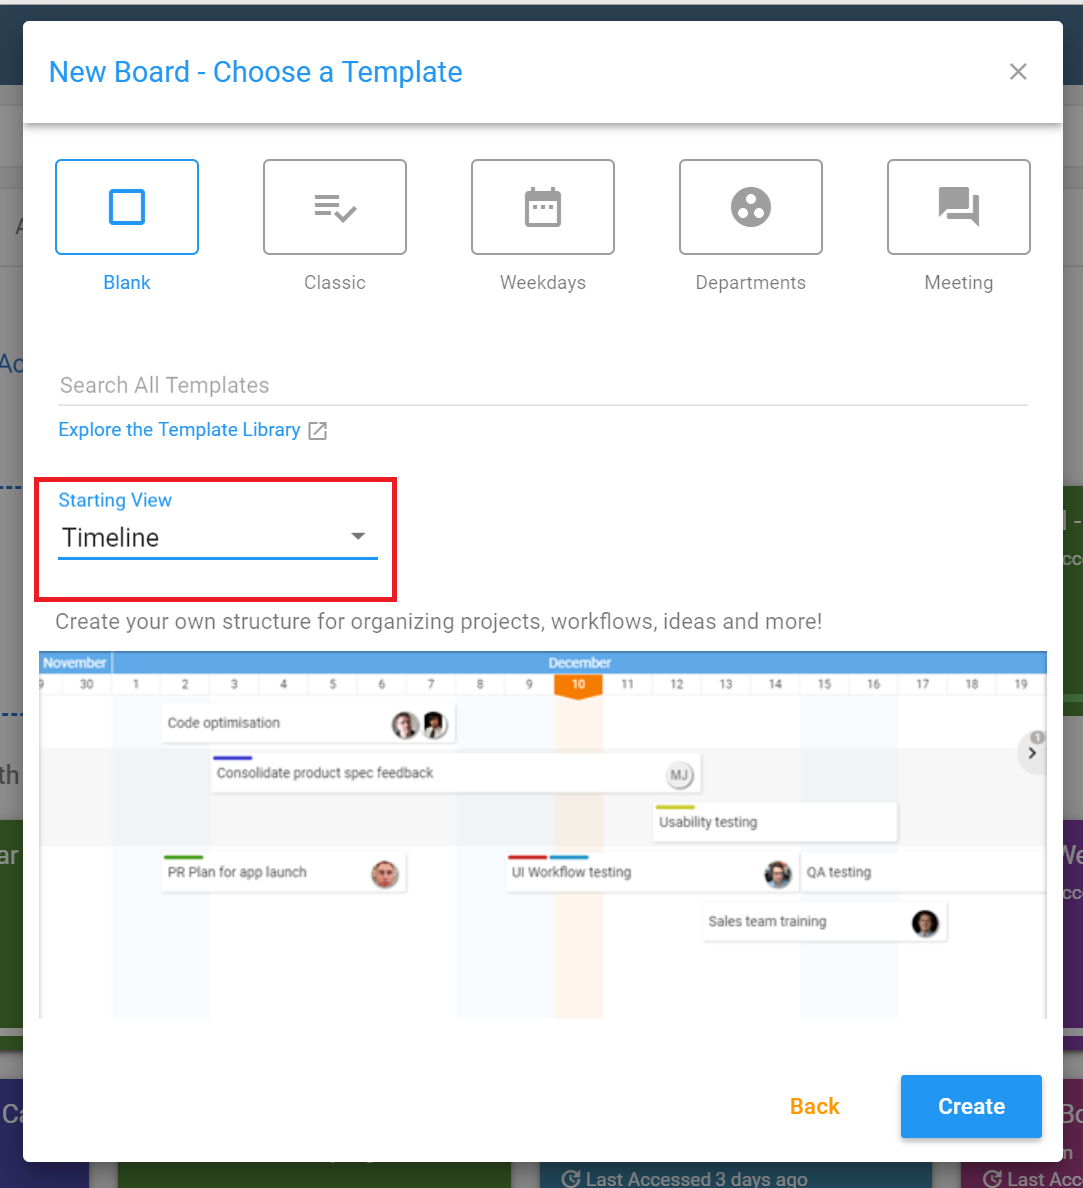 New Board - Choose a Template
Blank
Classic
Weekdays
Departments
Meeting
Search All Templates
Explore the Template Library
Starting View
Timeline
Create your own structure for organizing projects, workflows, ideas and more!
November
December
9 30 1 2 3 4 5 6 7 8 9 10 11 12 13 14 15 16 17 18 19
Code optimisation
1
Consolidate product spec feedback
MJ
Usability testing
PR Plan for app launch
UI Workflow testing
QA testing
Sales team training
Back
Create
Last Accessed 3 days ago
Last Acc